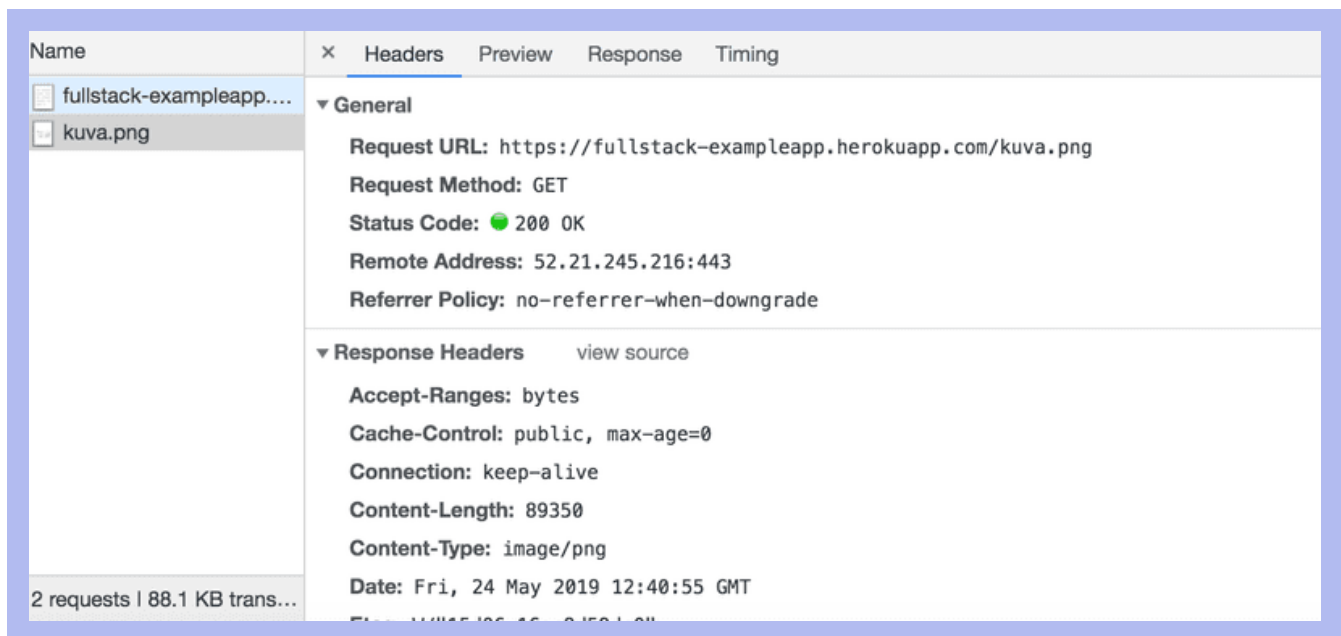 Name
× Headers Preview Response Timing
fullstack-exampleapp....
kuva.png
▼ General
Request URL: https://fullstack-exampleapp.herokuapp.com/kuva.png
Request Method: GET
Status Code: 200 OK
Remote Address: 52.21.245.216:443
Referrer Policy: no-referrer-when-downgrade
▼ Response Headers view source
Accept-Ranges: bytes
Cache-Control: public, max-age=0
Connection: keep-alive
Content-Length: 89350
Content-Type: image/png
Date: Fri, 24 May 2019 12:40:55 GMT
2 requests | 88.1 KB trans...